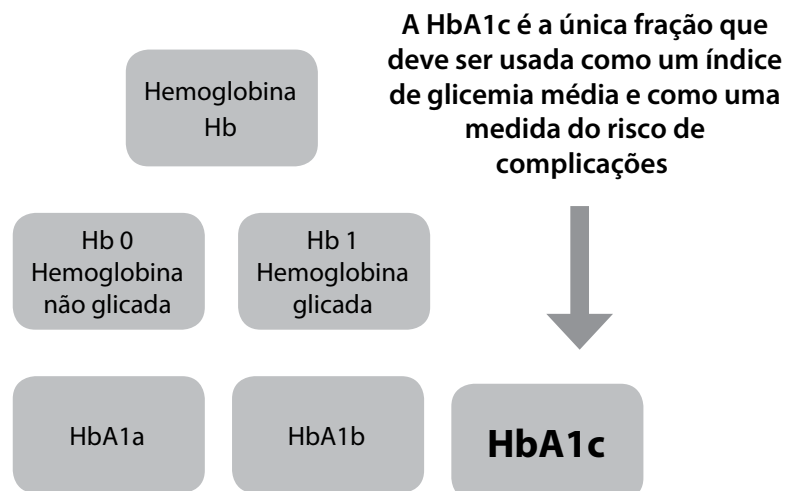 A HbA1c é a única fração que
deve ser usada como um índice
de glicemia média e como uma
medida do risco de
complicações
Hemoglobina
Hb
Hb 0
Hemoglobina
não glicada
Hb 1
Hemoglobina
glicada
HbA1a
HbA1b
HbA1c